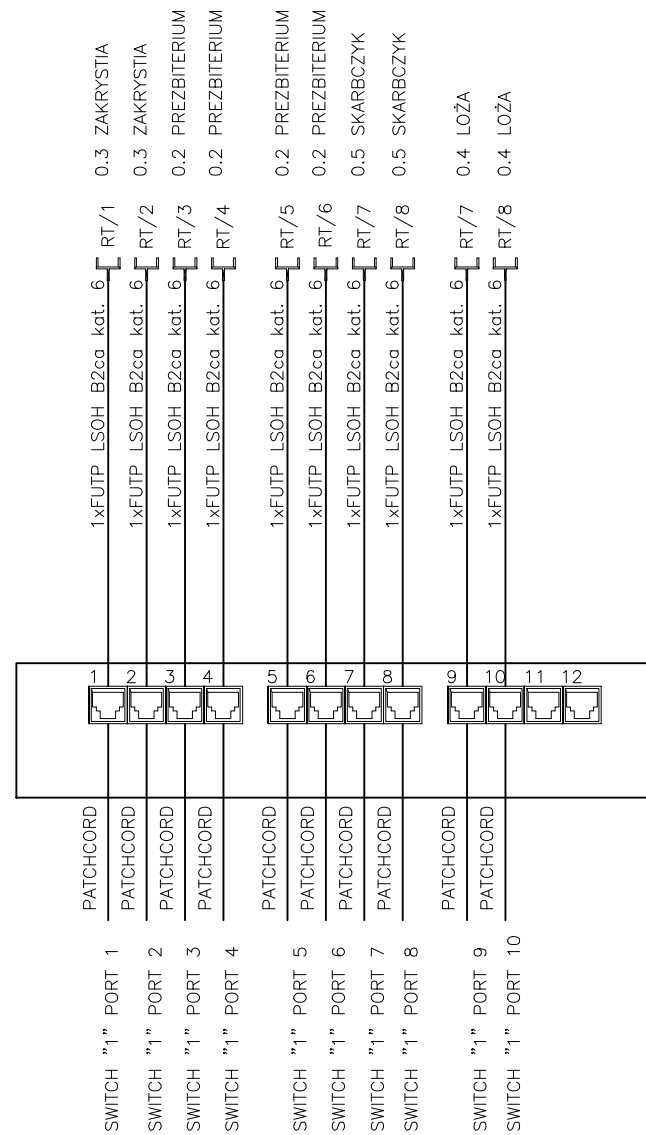 0.3 ZAKRYSTIA
0.3 ZAKRYSTIA
0.2 PREZBITERIUM
0.2 PREZBITERIUM
0.2 PREZBITERIUM
0.2 PREZBITERIUM
0.5 SKARBCZYK
0.5 SKARBCZYK
0.4 LOŻA
0.4 LOŻA
RT/1
RT/2
RT/3
RT/4
RT/5
RT/6
RT/7
RT/8
RT/7
RT/8
1xFUTP LSOH B2ca kat. 6
1xFUTP LSOH B2ca kat. 6
1xFUTP LSOH B2ca kat. 6
1xFUTP LSOH B2ca kat. 6
1xFUTP LSOH B2ca kat. 6
1xFUTP LSOH B2ca kat. 6
1xFUTP LSOH B2ca kat. 6
1xFUTP LSOH B2ca kat. 6
1xFUTP LSOH B2ca kat. 6
1xFUTP LSOH B2ca kat. 6
1 2 3 4 5 6 7 8 9 10 11 12
PATCHCORD
PATCHCORD
PATCHCORD
PATCHCORD
PATCHCORD
PATCHCORD
PATCHCORD
PATCHCORD
PATCHCORD
PATCHCORD
SWITCH "1" PORT 1
SWITCH "1" PORT 2
SWITCH "1" PORT 3
SWITCH "1" PORT 4
SWITCH "1" PORT 5
SWITCH "1" PORT 6
SWITCH "1" PORT 7
SWITCH "1" PORT 8
SWITCH "1" PORT 9
SWITCH "1" PORT 10